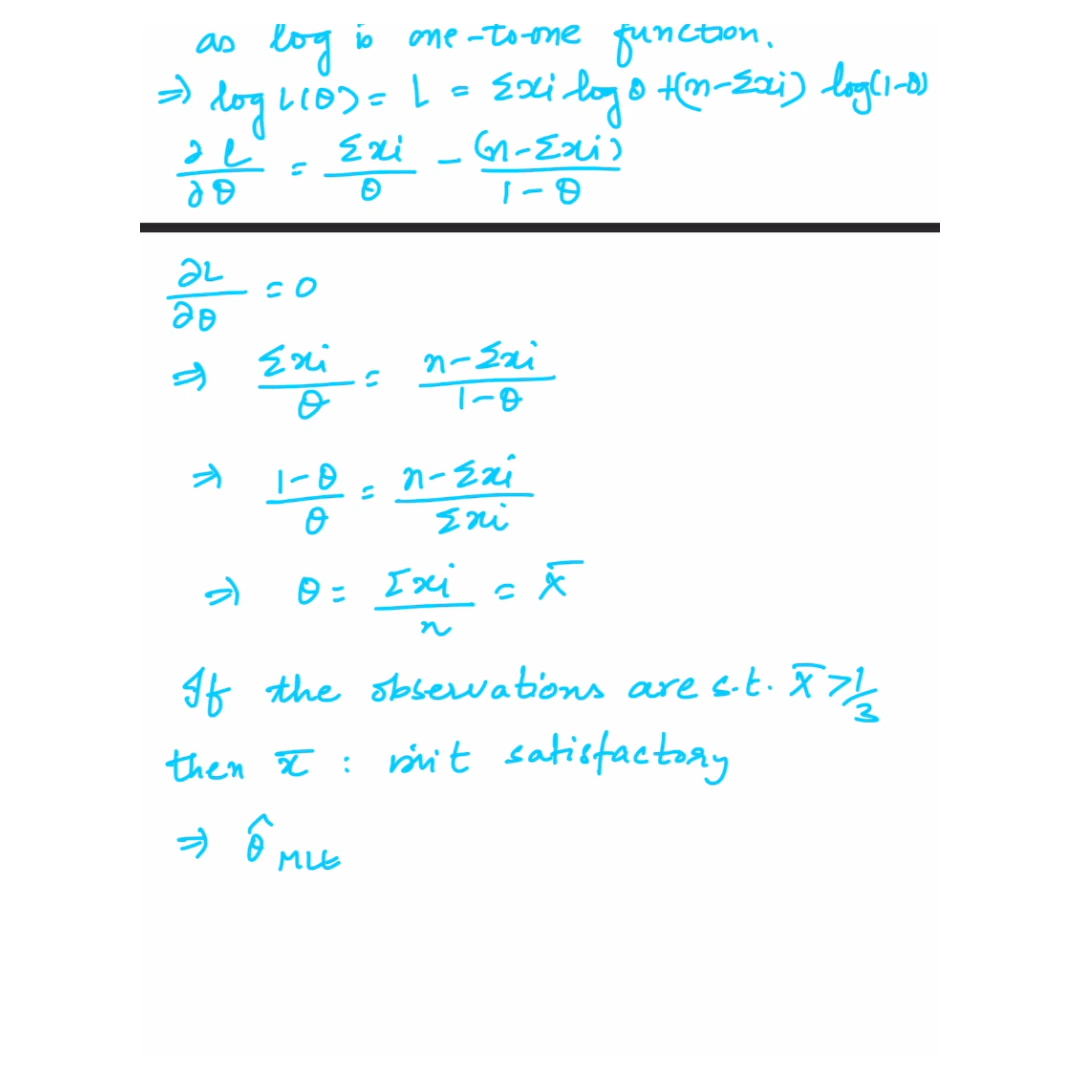 as log is one-to-one function.
⇒ log L(θ) = L = Σxi log θ + (n-Σxi) log(1-θ)
∂l/∂θ = Σxi/θ - (n-Σxi)/(1-θ)
∂L/∂θ = 0
⇒ Σxi/θ = (n-Σxi)/(1-θ)
⇒ (1-θ)/θ = (n-Σxi)/Σxi
⇒ θ = Σxi/n = x̄
If the observations are s.t. x̄ > 1/3
then x̄ : satisfactory
⇒ θ̂ MLE